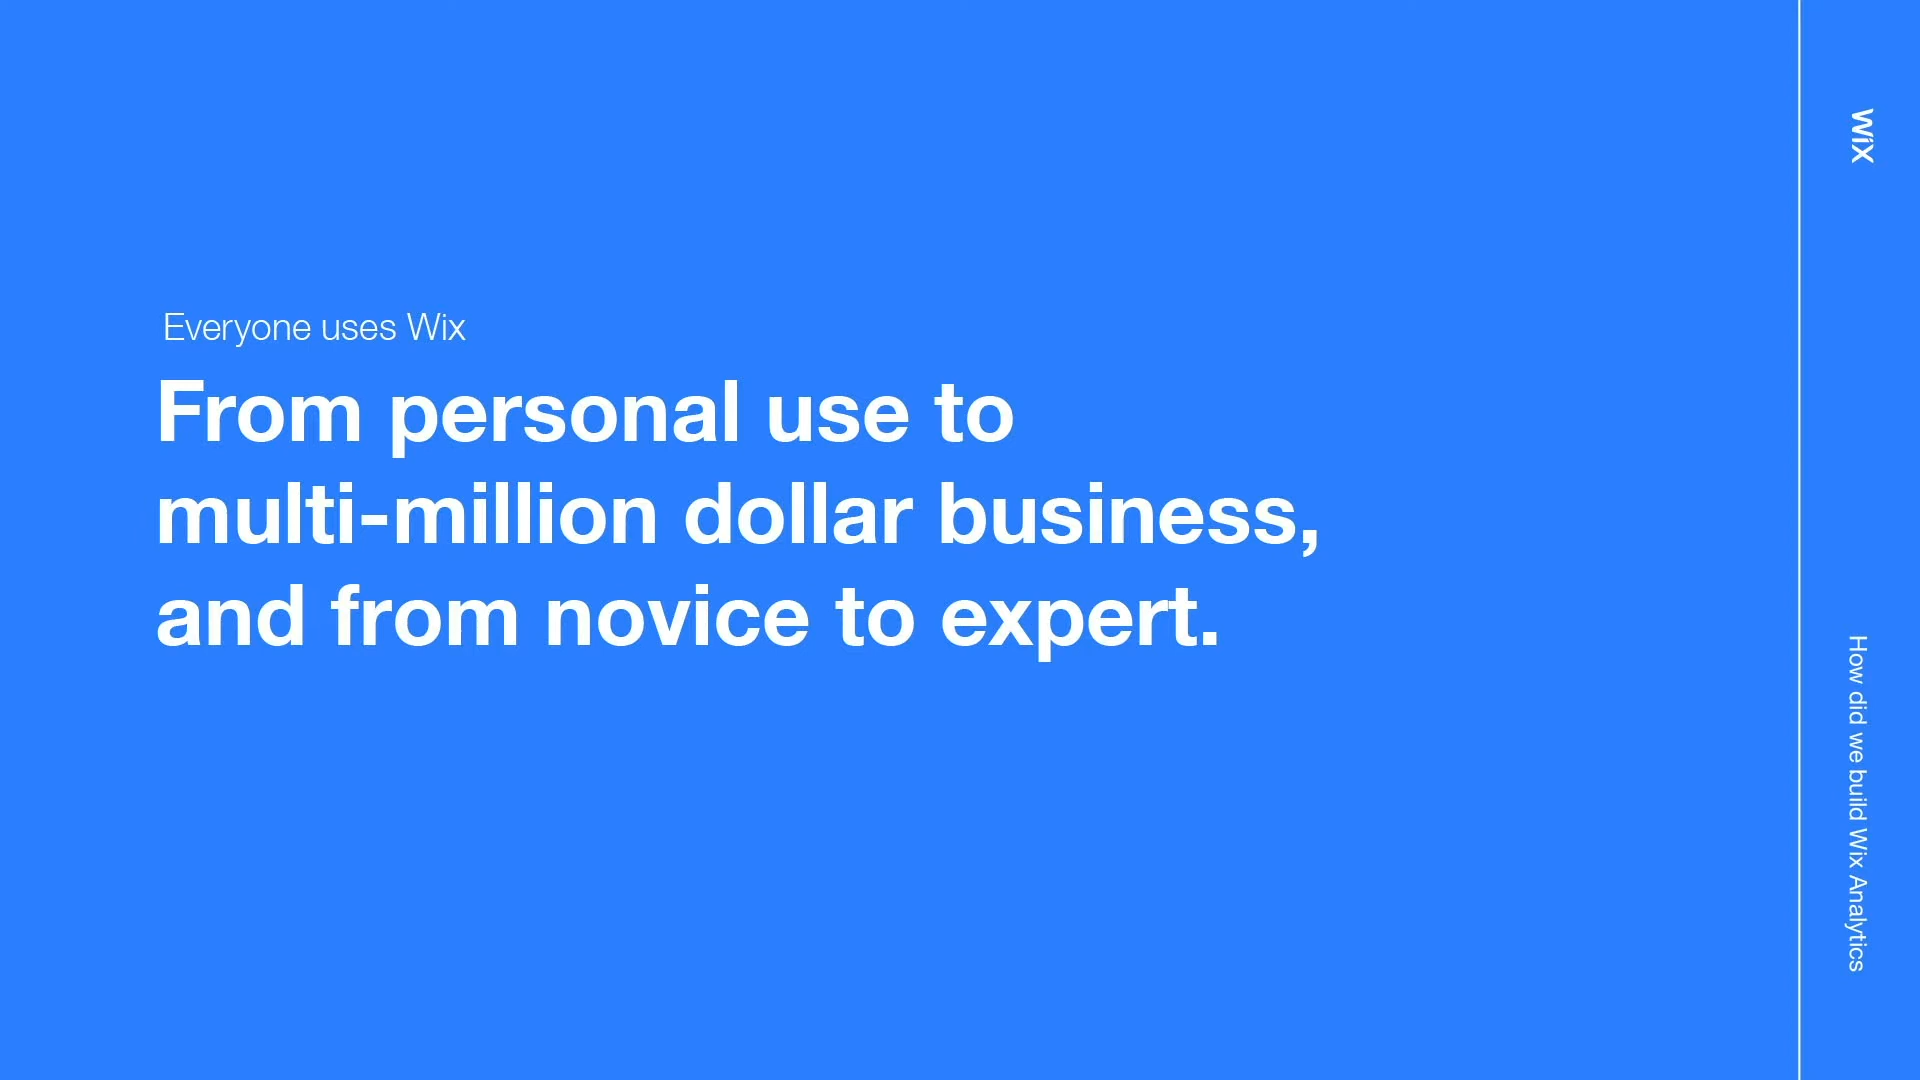 Everyone uses Wix
From personal use to
multi-million dollar business,
and from novice to expert.
WiX
How did we build Wix Analytics